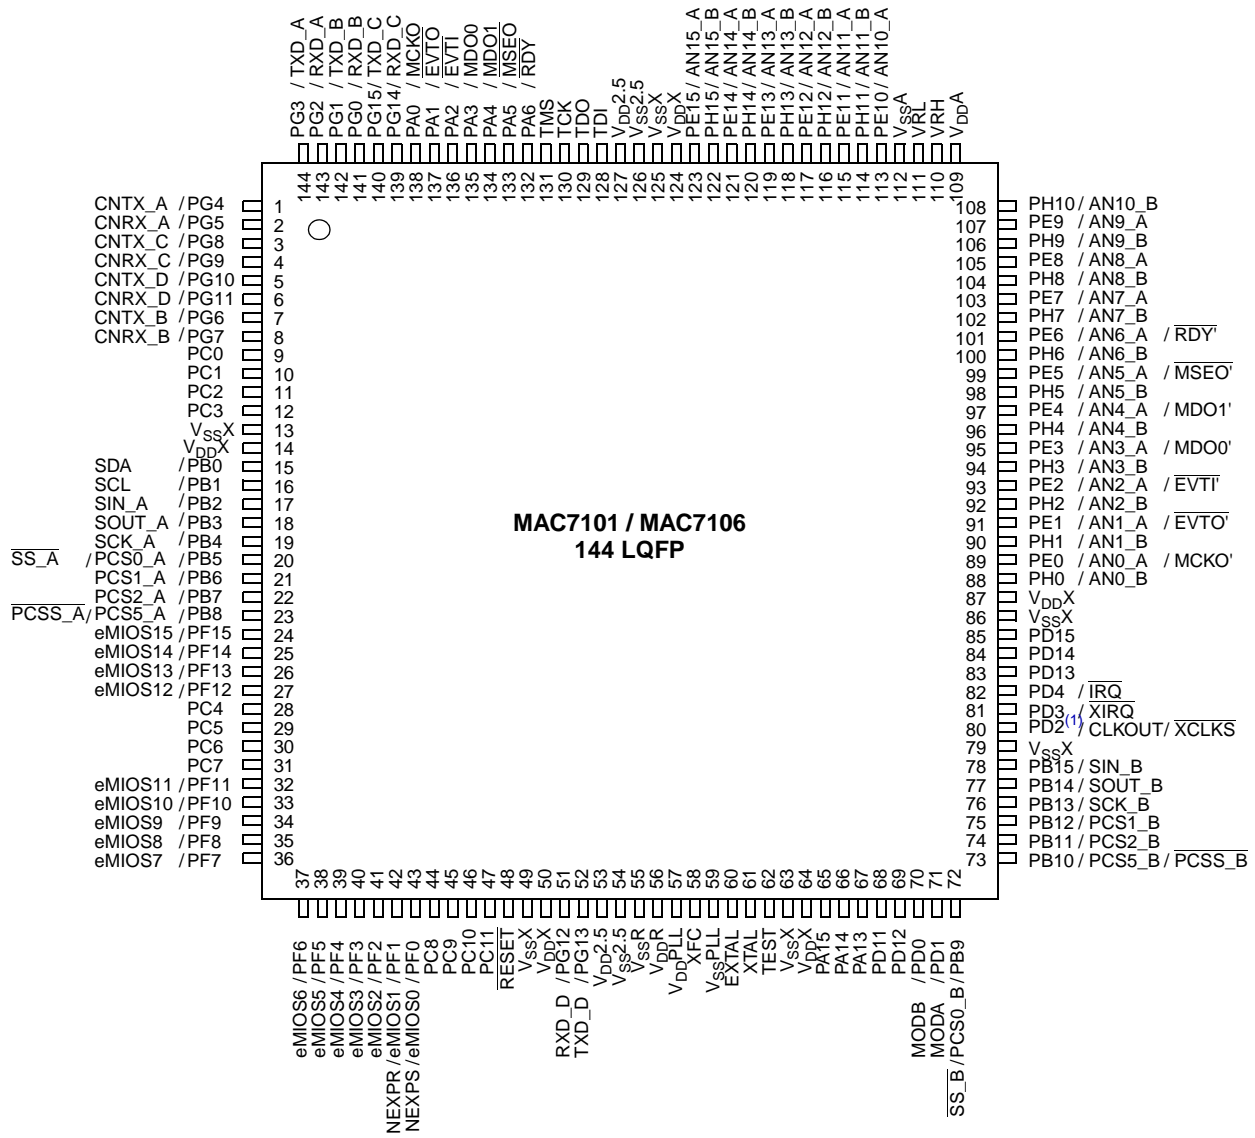 PG3 / TXD_A
PG2 / RXD_A
PG1 / TXD_B
PG0 / RXD_B
PG15/ TXD_C
PG14/ RXD_C
PA0 / MCKO
PA1 / EVTO
PA2 / EVTI
PA3 / MDO0
PA4 / MDO1
PA5 / MSEO
PA6 / RDY
TMS
TCK
TDO
TDI
VDD2.5
VSS2.5
VSSX
VDDX
PE15 / AN15_A
PH15 / AN15_B
PE14 / AN14_A
PH14 / AN14_B
PE13 / AN13_A
PH13 / AN13_B
PE12 / AN12_A
PH12 / AN12_B
PE11 / AN11_A
PH11 / AN11_B
PE10 / AN10_A
VSSA
VRL
VRH
VDDA
144 143 142 141 140 139 138 137 136 135 134 133 132 131 130 129 128 127 126 125 124 123 122 121 120 119 118 117 116 115 114 113 112 111 110 109
CNTX_A / PG4 1
CNRX_A / PG5 2
CNTX_C / PG8 3
CNRX_C / PG9 4
CNTX_D / PG10 5
CNRX_D / PG11 6
CNTX_B / PG6 7
CNRX_B / PG7 8
PC0 9
PC1 10
PC2 11
PC3 12
VSSX 13
VDDX 14
SDA / PB0 15
SCL / PB1 16
SIN_A / PB2 17
SOUT_A / PB3 18
SCK_A / PB4 19
SS_A / PCS0_A / PB5 20
PCS1_A / PB6 21
PCS2_A / PB7 22
PCSS_A / PCS5_A / PB8 23
eMIOS15 / PF15 24
eMIOS14 / PF14 25
eMIOS13 / PF13 26
eMIOS12 / PF12 27
PC4 28
PC5 29
PC6 30
PC7 31
eMIOS11 / PF11 32
eMIOS10 / PF10 33
eMIOS9 / PF9 34
eMIOS8 / PF8 35
eMIOS7 / PF7 36
MAC7101 / MAC7106
144 LQFP
108 PH10 / AN10_B
107 PE9 / AN9_A
106 PH9 / AN9_B
105 PE8 / AN8_A
104 PH8 / AN8_B
103 PE7 / AN7_A
102 PH7 / AN7_B
101 PE6 / AN6_A / RDY'
100 PH6 / AN6_B
99 PE5 / AN5_A / MSEO'
98 PH5 / AN5_B
97 PE4 / AN4_A / MDO1'
96 PH4 / AN4_B
95 PE3 / AN3_A / MDO0'
94 PH3 / AN3_B
93 PE2 / AN2_A / EVTI'
92 PH2 / AN2_B
91 PE1 / AN1_A / EVTO'
90 PH1 / AN1_B
89 PE0 / AN0_A / MCKO'
88 PH0 / AN0_B
87 VDDX
86 VSSX
85 PD15
84 PD14
83 PD13
82 PD4 / IRQ
81 PD3 / XIRQ
80 PD2(1) / CLKOUT / XCLKS
79 VSSX
78 PB15 / SIN_B
77 PB14 / SOUT_B
76 PB13 / SCK_B
75 PB12 / PCS1_B
74 PB11 / PCS2_B
73 PB10 / PCS5_B / PCSS_B
37 38 39 40 41 42 43 44 45 46 47 48 49 50 51 52 53 54 55 56 57 58 59 60 61 62 63 64 65 66 67 68 69 70 71 72
eMIOS6 / PF6
eMIOS5 / PF5
eMIOS4 / PF4
eMIOS3 / PF3
eMIOS2 / PF2
NEXPR / eMIOS1 / PF1
NEXPS / eMIOS0 / PF0
PC8
PC9
PC10
PC11
RESET
VSSX
VDDX
RXD_D / PG12
TXD_D / PG13
VDD2.5
VSS2.5
VSSR
VDDR
VDDPLL
XFC
VSSPLL
EXTAL
XTAL
TEST
VSSX
VDDX
PA15
PA14
PA13
PD11
PD12
MODB / PD0
MODA / PD1
SS_B / PCS0_B / PB9